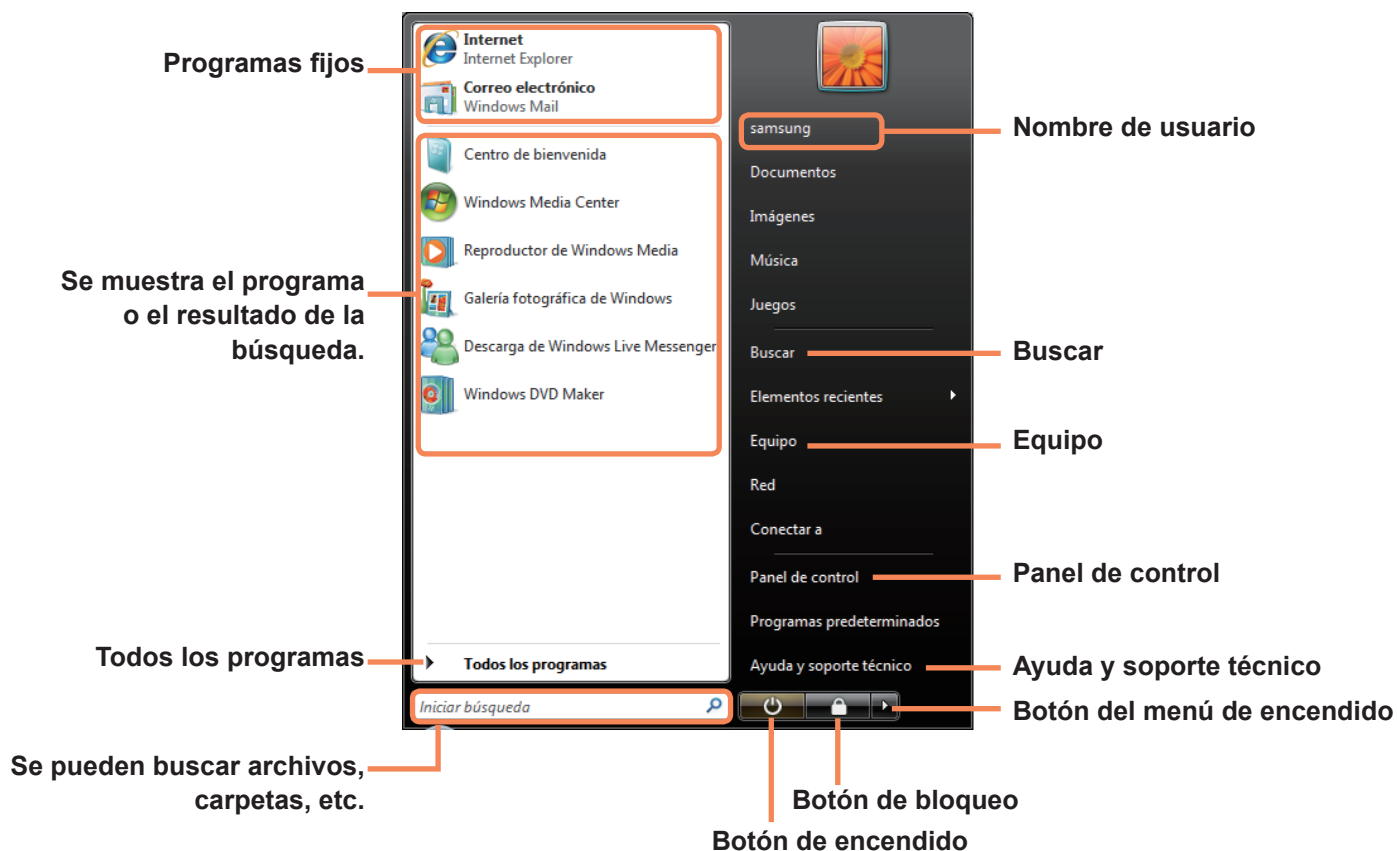 Programas fijos
Internet
Internet Explorer
Correo electrónico
Windows Mail
Centro de bienvenida
Windows Media Center
Reproductor de Windows Media
Galería fotográfica de Windows
Descarga de Windows Live Messenger
Windows DVD Maker
Se muestra el programa
o el resultado de la
búsqueda.
Todos los programas
Todos los programas
Iniciar búsqueda
Se pueden buscar archivos,
carpetas, etc.
samsung
Nombre de usuario
Documentos
Imágenes
Música
Juegos
Buscar
Buscar
Elementos recientes
Equipo
Equipo
Red
Conectar a
Panel de control
Panel de control
Programas predeterminados
Ayuda y soporte técnico
Ayuda y soporte técnico
Botón del menú de encendido
Botón de bloqueo
Botón de encendido